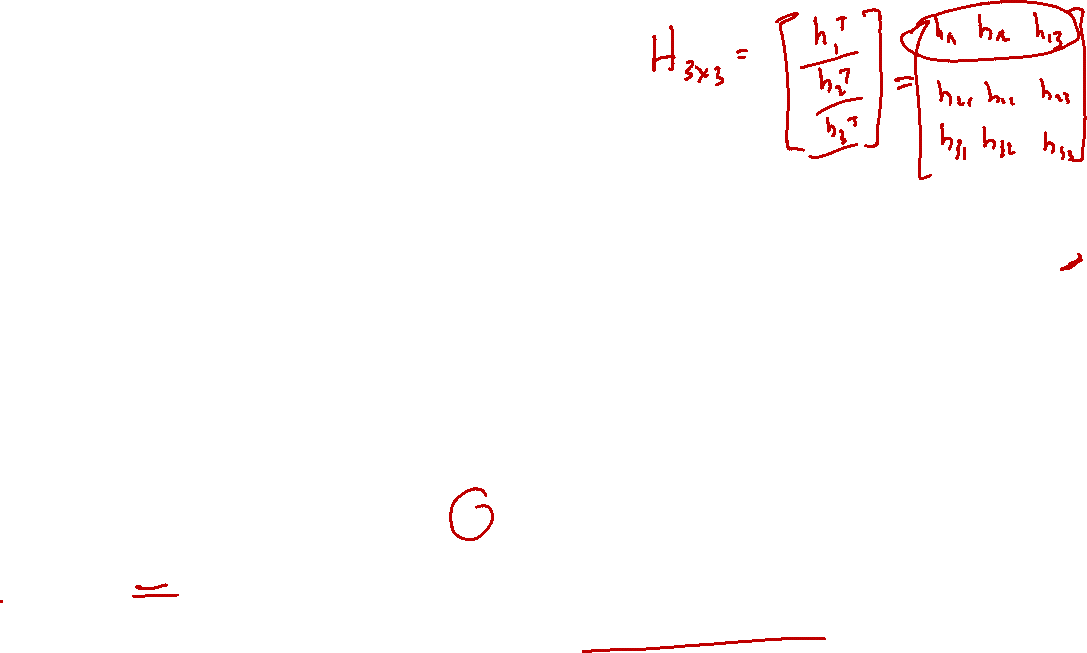 H₃ₓ₃ = [h₁ᵀ / h₂ᵀ / h₃ᵀ] = [h₁₁ h₁₂ h₁₃
h₂₁ h₂₂ h₂₃
h₃₁ h₃₂ h₃₃]
=